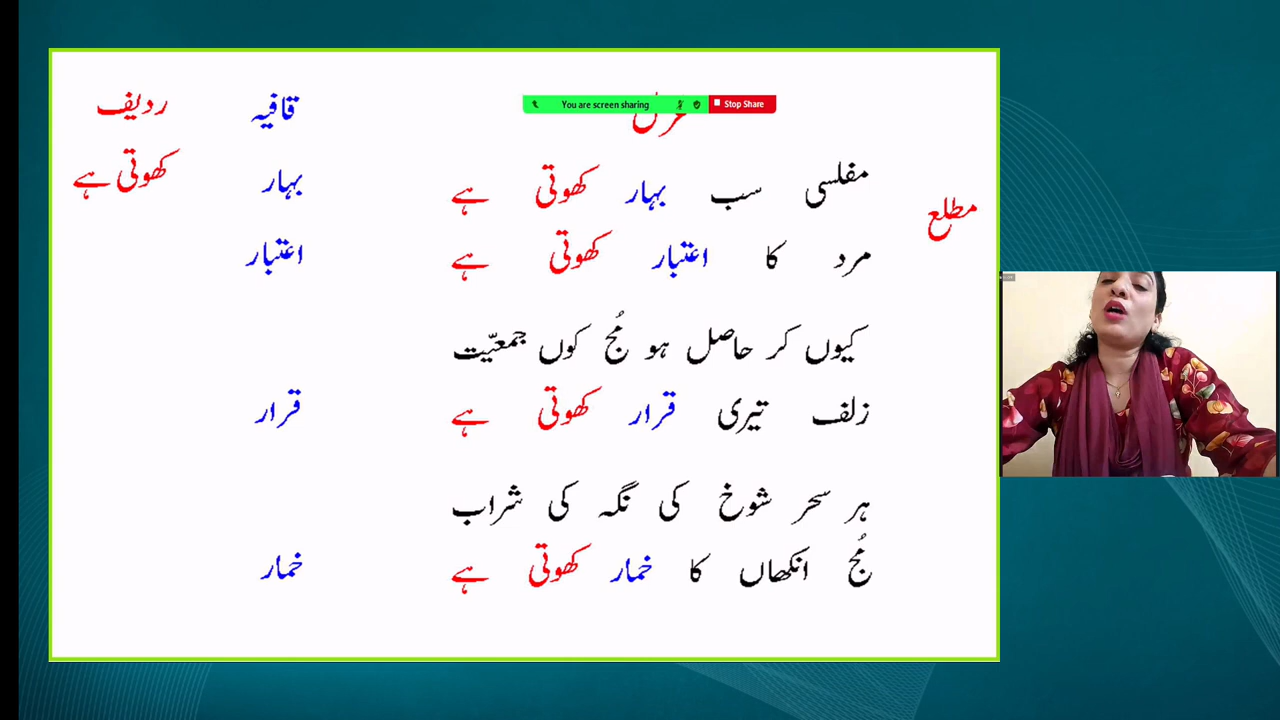 You are screen sharing Stop Share
قافیہ ردیف
مطلع
مفلسی سب بہار کھوتی ہے بہار کھوتی ہے
مرد کا اعتبار کھوتی ہے اعتبار
کیوں کر حاصل ہو مُج کوں جمعیّت
زلف تیری قرار کھوتی ہے قرار
ہر سحر شوخ کی نگہ کی شراب
مُج انکھاں کا خمار کھوتی ہے خمار